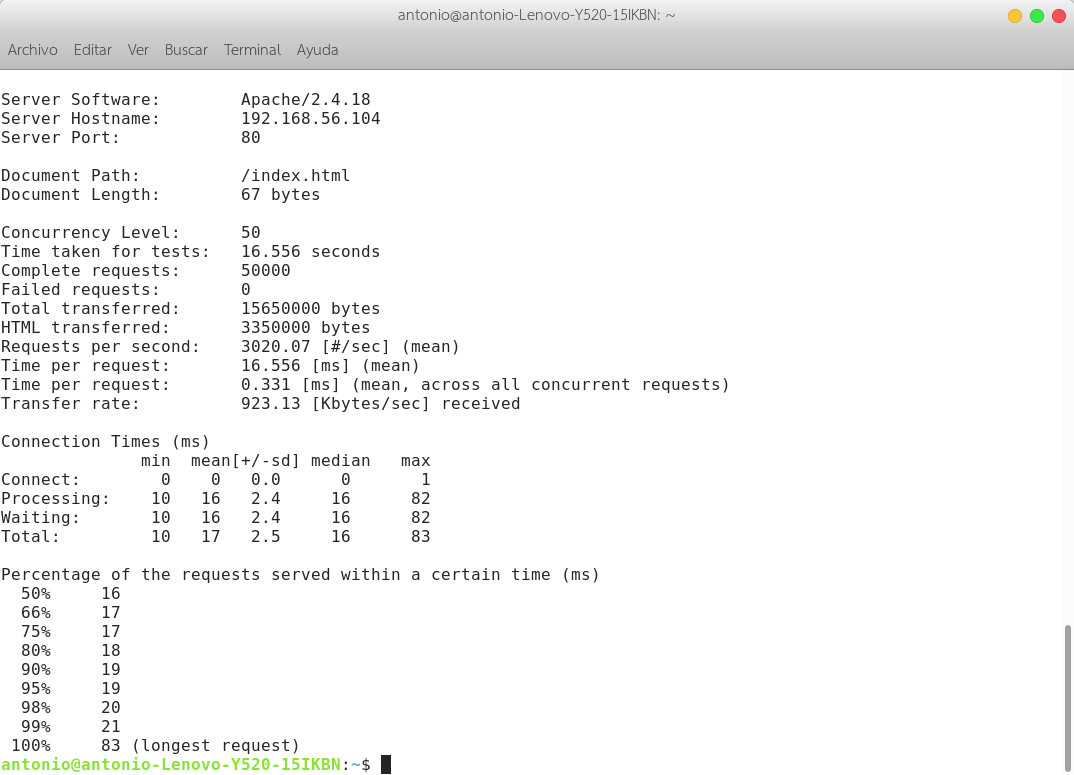 antonio@antonio-Lenovo-Y520-15IKBN: ~
Archivo Editar Ver Buscar Terminal Ayuda
Server Software:        Apache/2.4.18
Server Hostname:        192.168.56.104
Server Port:            80
Document Path:          /index.html
Document Length:        67 bytes
Concurrency Level:      50
Time taken for tests:   16.556 seconds
Complete requests:      50000
Failed requests:        0
Total transferred:      15650000 bytes
HTML transferred:       3350000 bytes
Requests per second:    3020.07 [#/sec] (mean)
Time per request:       16.556 [ms] (mean)
Time per request:       0.331 [ms] (mean, across all concurrent requests)
Transfer rate:          923.13 [Kbytes/sec] received
Connection Times (ms)
              min  mean[+/-sd] median   max
Connect:        0    0   0.0      0       1
Processing:    10   16   2.4     16      82
Waiting:       10   16   2.4     16      82
Total:         10   17   2.5     16      83
Percentage of the requests served within a certain time (ms)
  50%     16
  66%     17
  75%     17
  80%     18
  90%     19
  95%     19
  98%     20
  99%     21
 100%     83 (longest request)
antonio@antonio-Lenovo-Y520-15IKBN:~$